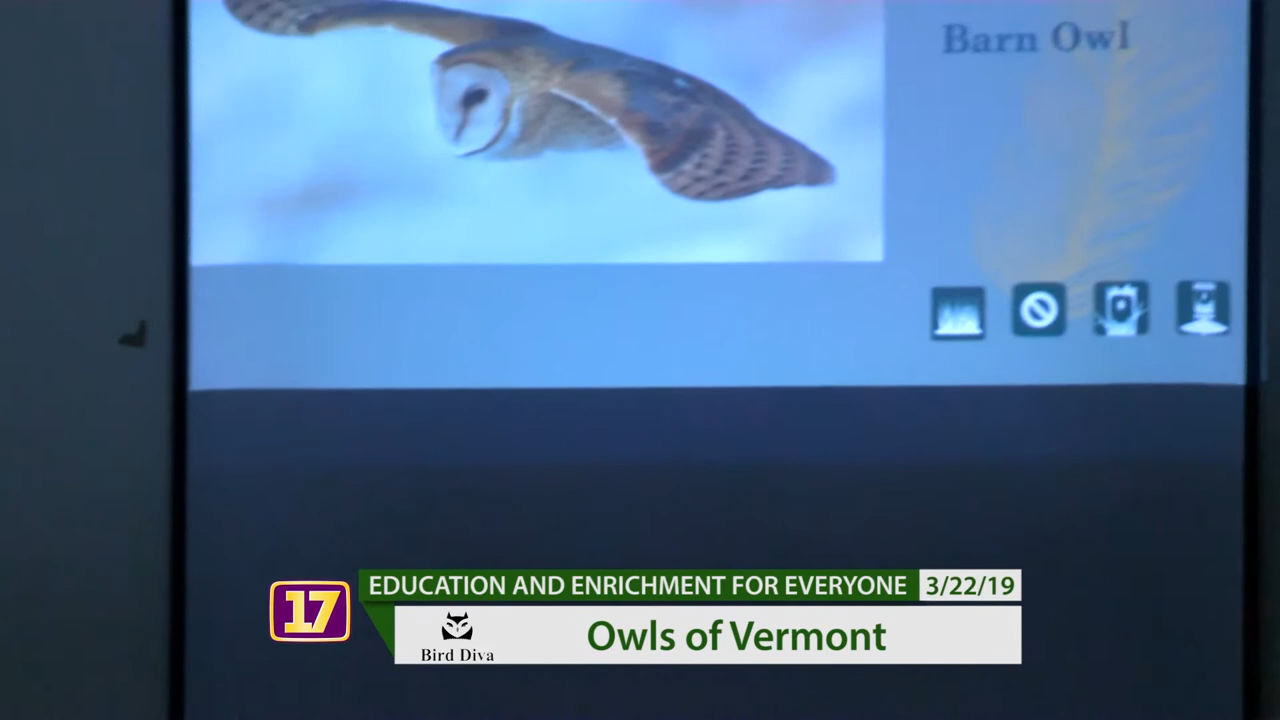 Barn Owl
EDUCATION AND ENRICHMENT FOR EVERYONE 3/22/19
17
Bird Diva
Owls of Vermont